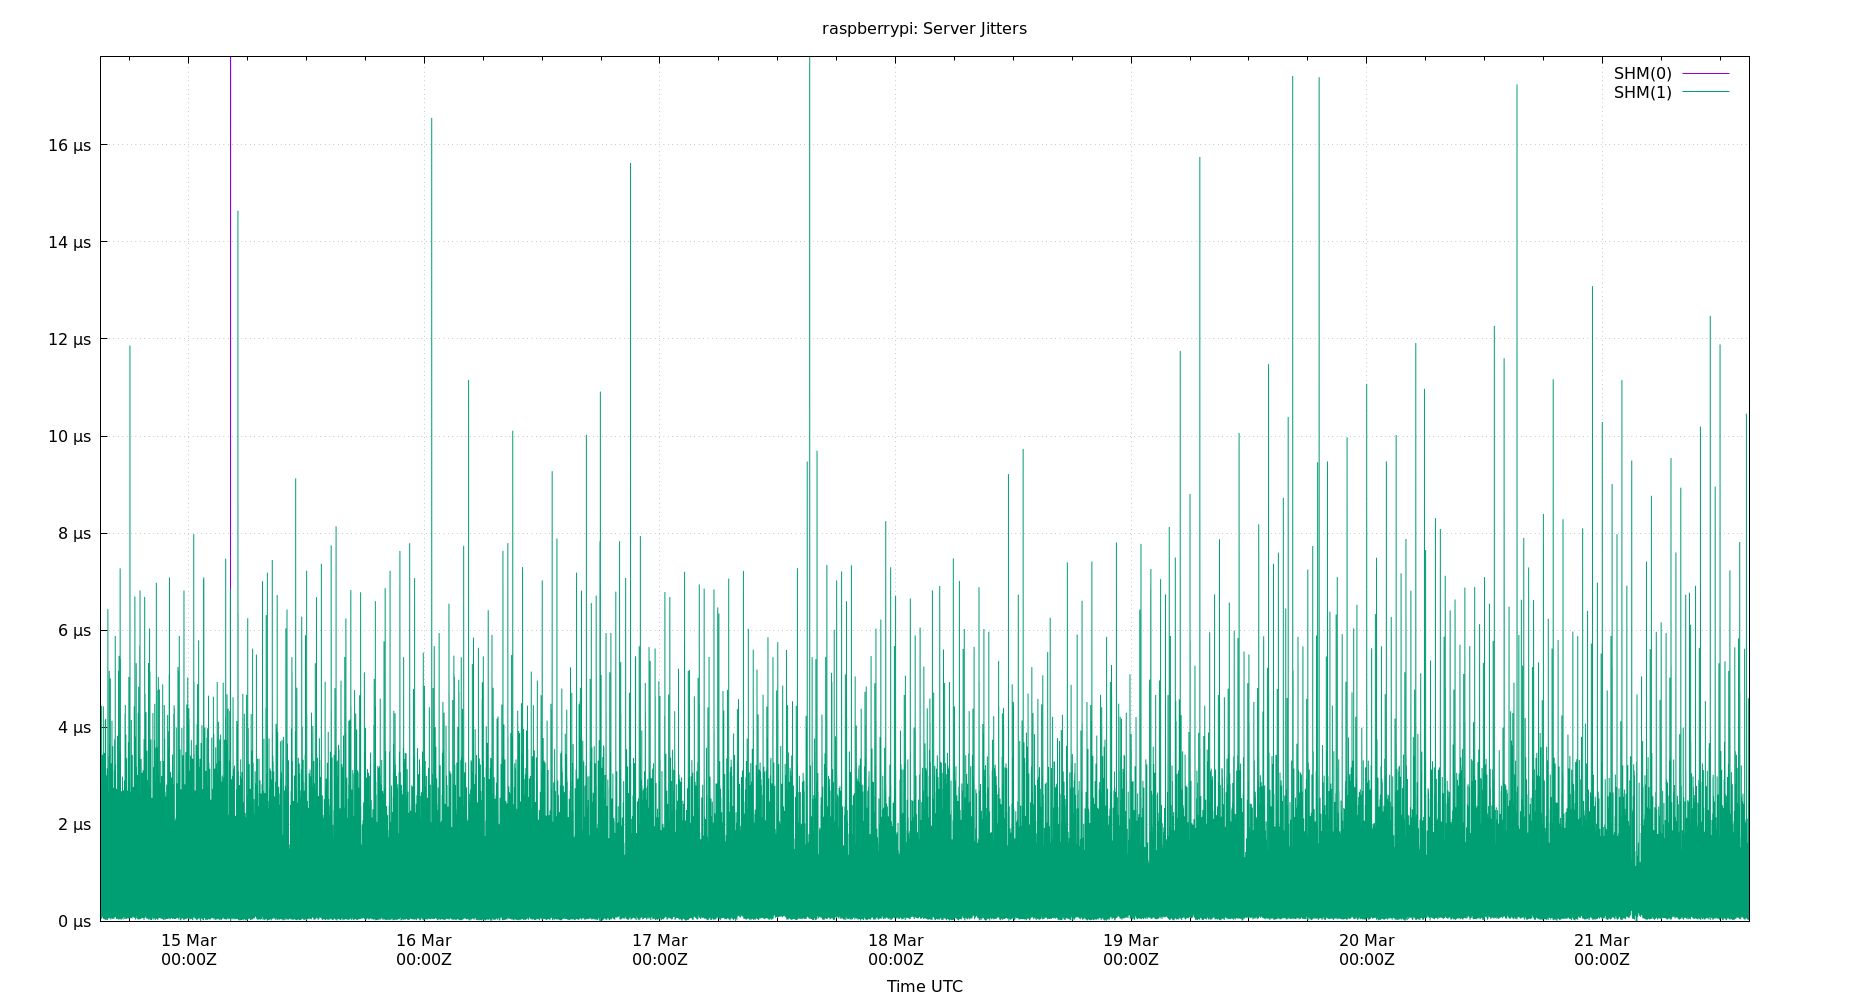 raspberrypi: Server Jitters
SHM(0)
SHM(1)
16 µs
14 µs
12 µs
10 µs
8 µs
6 µs
4 µs
2 µs
0 µs
15 Mar 16 Mar 17 Mar 18 Mar 19 Mar 20 Mar 21 Mar
00:00Z 00:00Z 00:00Z 00:00Z 00:00Z 00:00Z 00:00Z
Time UTC